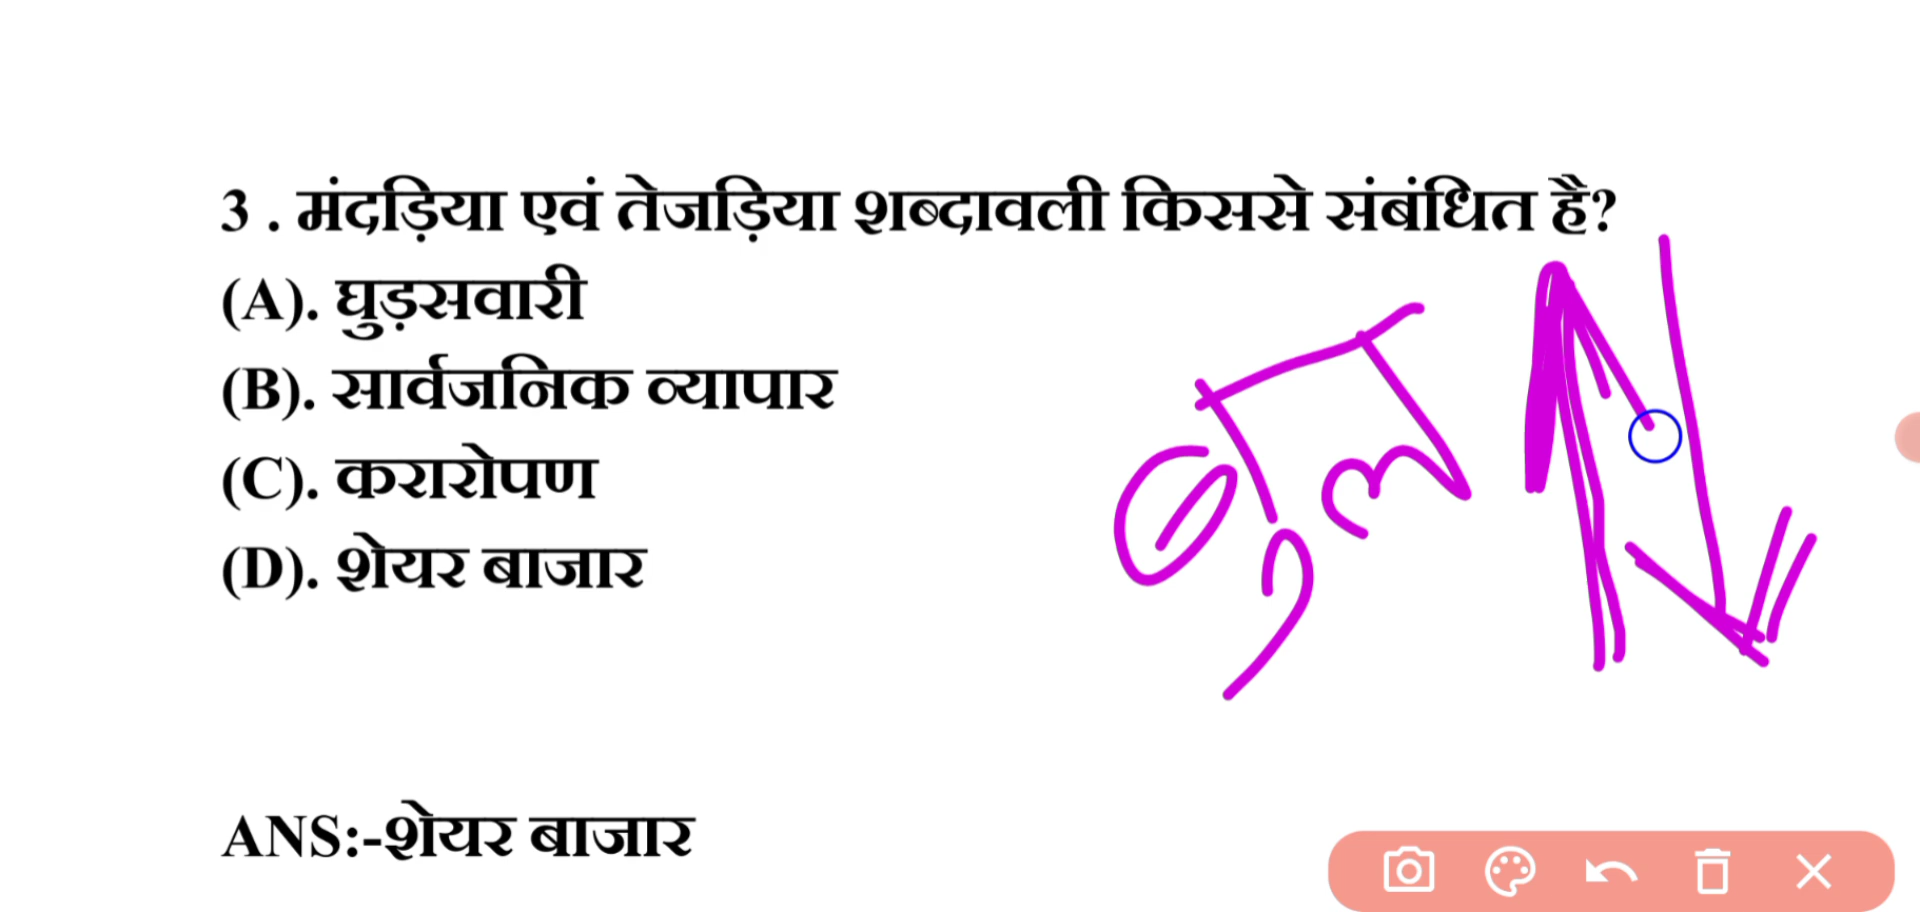 3 . मंदड़िया एवं तेजड़िया शब्दावली किससे संबंधित है?
(A). घुड़सवारी
(B). सार्वजनिक व्यापार
(C). करारोपण
(D). शेयर बाजार
ANS:-शेयर बाजार